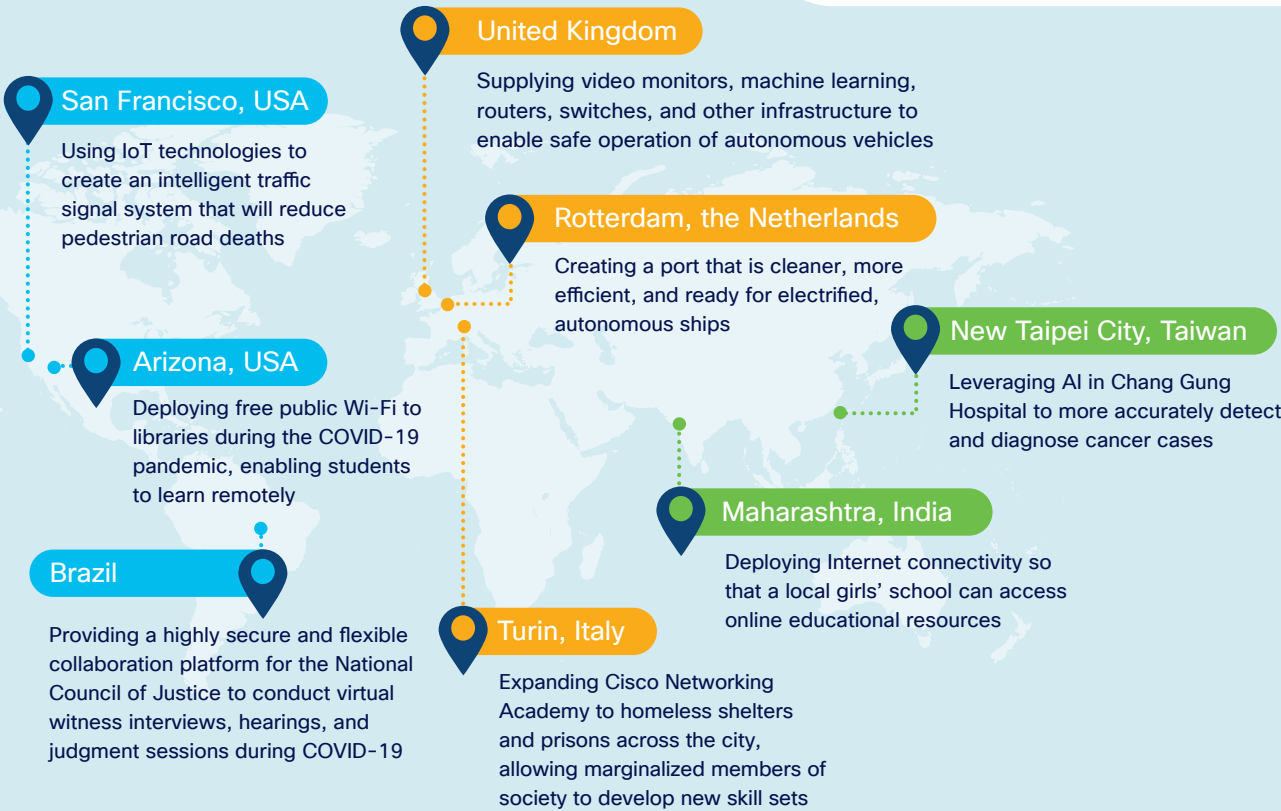 United Kingdom
Supplying video monitors, machine learning,
routers, switches, and other infrastructure to
enable safe operation of autonomous vehicles
San Francisco, USA
Using IoT technologies to
create an intelligent traffic
signal system that will reduce
pedestrian road deaths
Rotterdam, the Netherlands
Creating a port that is cleaner, more
efficient, and ready for electrified,
autonomous ships
New Taipei City, Taiwan
Leveraging AI in Chang Gung
Hospital to more accurately detect
and diagnose cancer cases
Arizona, USA
Deploying free public Wi-Fi to
libraries during the COVID-19
pandemic, enabling students
to learn remotely
Maharashtra, India
Deploying Internet connectivity so
that a local girls’ school can access
online educational resources
Brazil
Providing a highly secure and flexible
collaboration platform for the National
Council of Justice to conduct virtual
witness interviews, hearings, and
judgment sessions during COVID-19
Turin, Italy
Expanding Cisco Networking
Academy to homeless shelters
and prisons across the city,
allowing marginalized members of
society to develop new skill sets